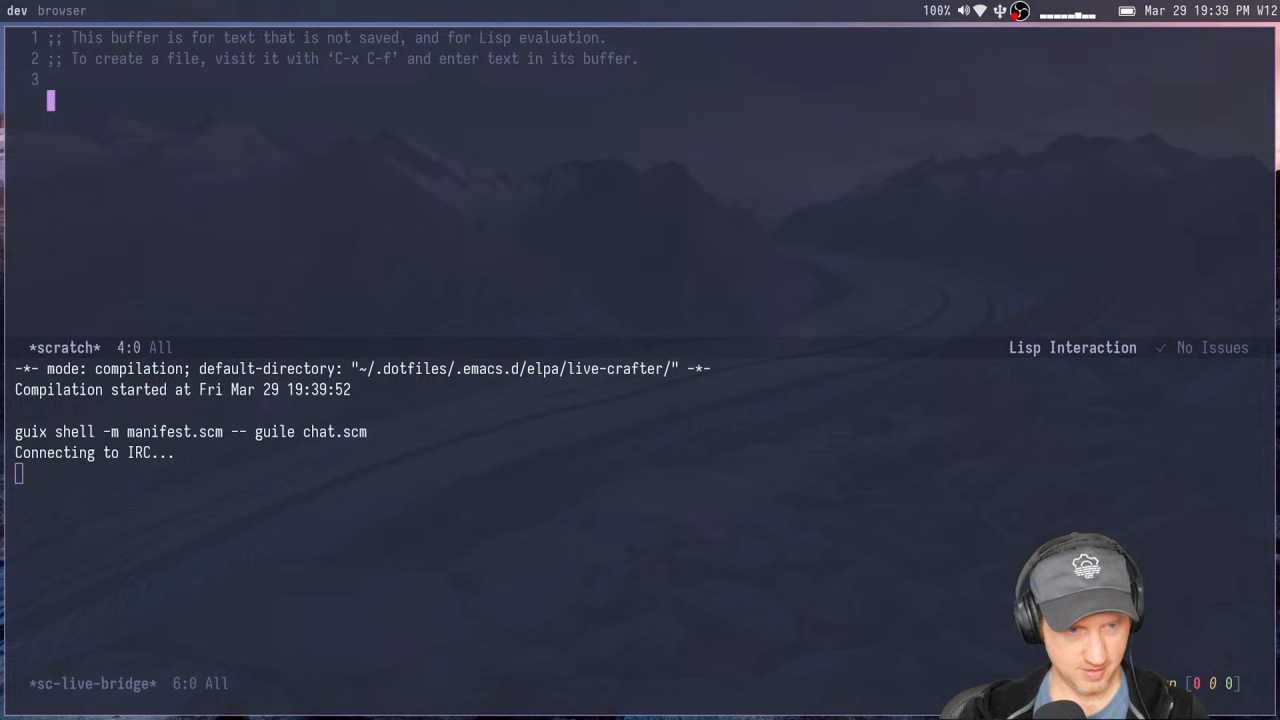 dev browser
100% Mar 29 19:39 PM W12
1 ;; This buffer is for text that is not saved, and for Lisp evaluation.
2 ;; To create a file, visit it with ‘C-x C-f’ and enter text in its buffer.
3
*scratch* 4:0 All Lisp Interaction ✓ No Issues
-*- mode: compilation; default-directory: "~/.dotfiles/.emacs.d/elpa/live-crafter/" -*-
Compilation started at Fri Mar 29 19:39:52
guix shell -m manifest.scm -- guile chat.scm
Connecting to IRC...
*sc-live-bridge* 6:0 All [0 0 0]